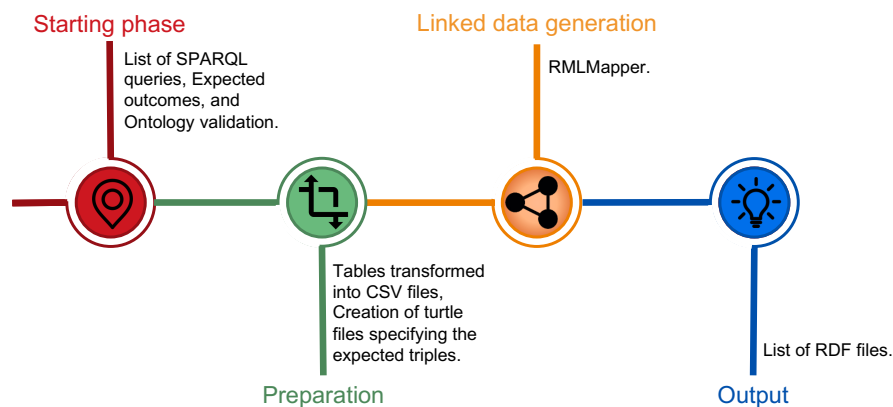 Starting phase
List of SPARQL
queries, Expected
outcomes, and
Ontology validation.
Tables transformed
into CSV files,
Creation of turtle
files specifying the
expected triples.
Preparation
Linked data generation
RMLMapper.
List of RDF files.
Output